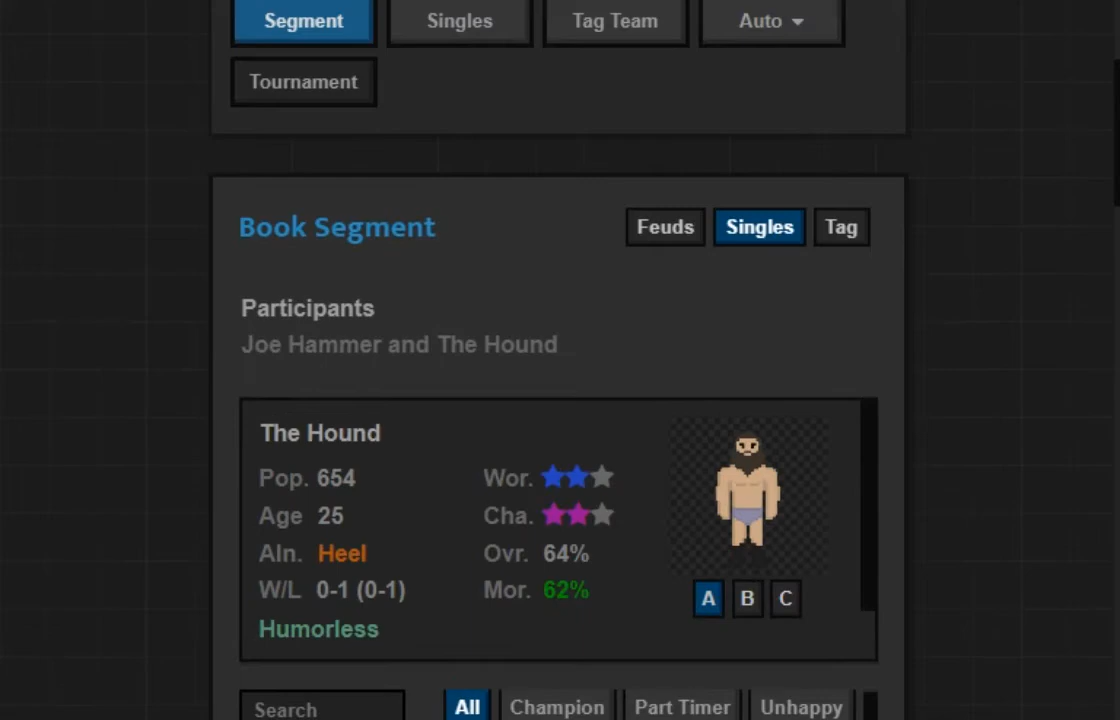 Segment Singles Tag Team Auto
Tournament
Book Segment Feuds Singles Tag
Participants
Joe Hammer and The Hound
The Hound
Pop. 654 Wor.
Age 25 Cha.
Aln. Heel Ovr. 64%
W/L 0-1 (0-1) Mor. 62%
A B C
Humorless
Search All Champion Part Timer Unhappy